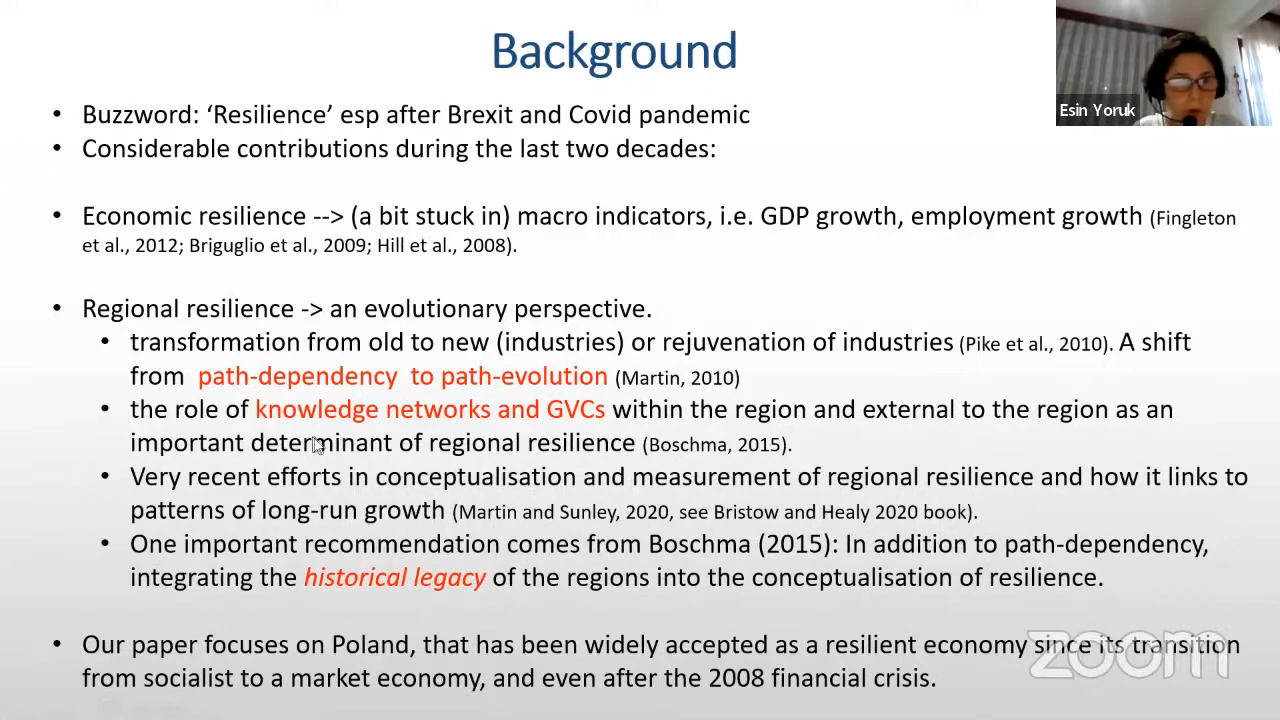 Background
Esin Yoruk
• Buzzword: ‘Resilience’ esp after Brexit and Covid pandemic
• Considerable contributions during the last two decades:
• Economic resilience --> (a bit stuck in) macro indicators, i.e. GDP growth, employment growth (Fingleton
et al., 2012; Briguglio et al., 2009; Hill et al., 2008).
• Regional resilience -> an evolutionary perspective.
• transformation from old to new (industries) or rejuvenation of industries (Pike et al., 2010). A shift
from path-dependency to path-evolution (Martin, 2010)
• the role of knowledge networks and GVCs within the region and external to the region as an
important determinant of regional resilience (Boschma, 2015).
• Very recent efforts in conceptualisation and measurement of regional resilience and how it links to
patterns of long-run growth (Martin and Sunley, 2020, see Bristow and Healy 2020 book).
• One important recommendation comes from Boschma (2015): In addition to path-dependency,
integrating the historical legacy of the regions into the conceptualisation of resilience.
• Our paper focuses on Poland, that has been widely accepted as a resilient economy since its transition
from socialist to a market economy, and even after the 2008 financial crisis.
zoom